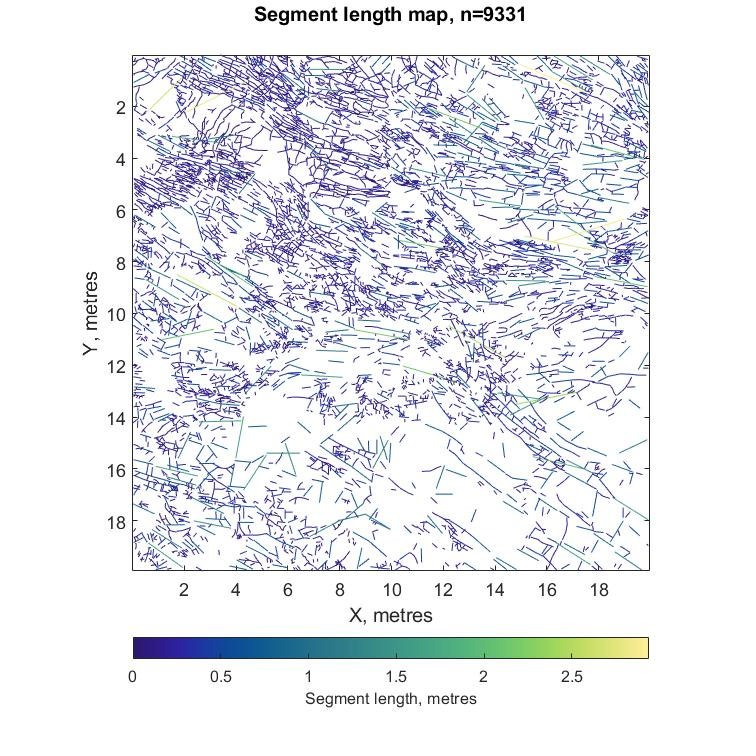 Segment length map, n=9331
2
4
6
8
10
12
14
16
18
Y, metres
2 4 6 8 10 12 14 16 18
X, metres
0 0.5 1 1.5 2 2.5
Segment length, metres